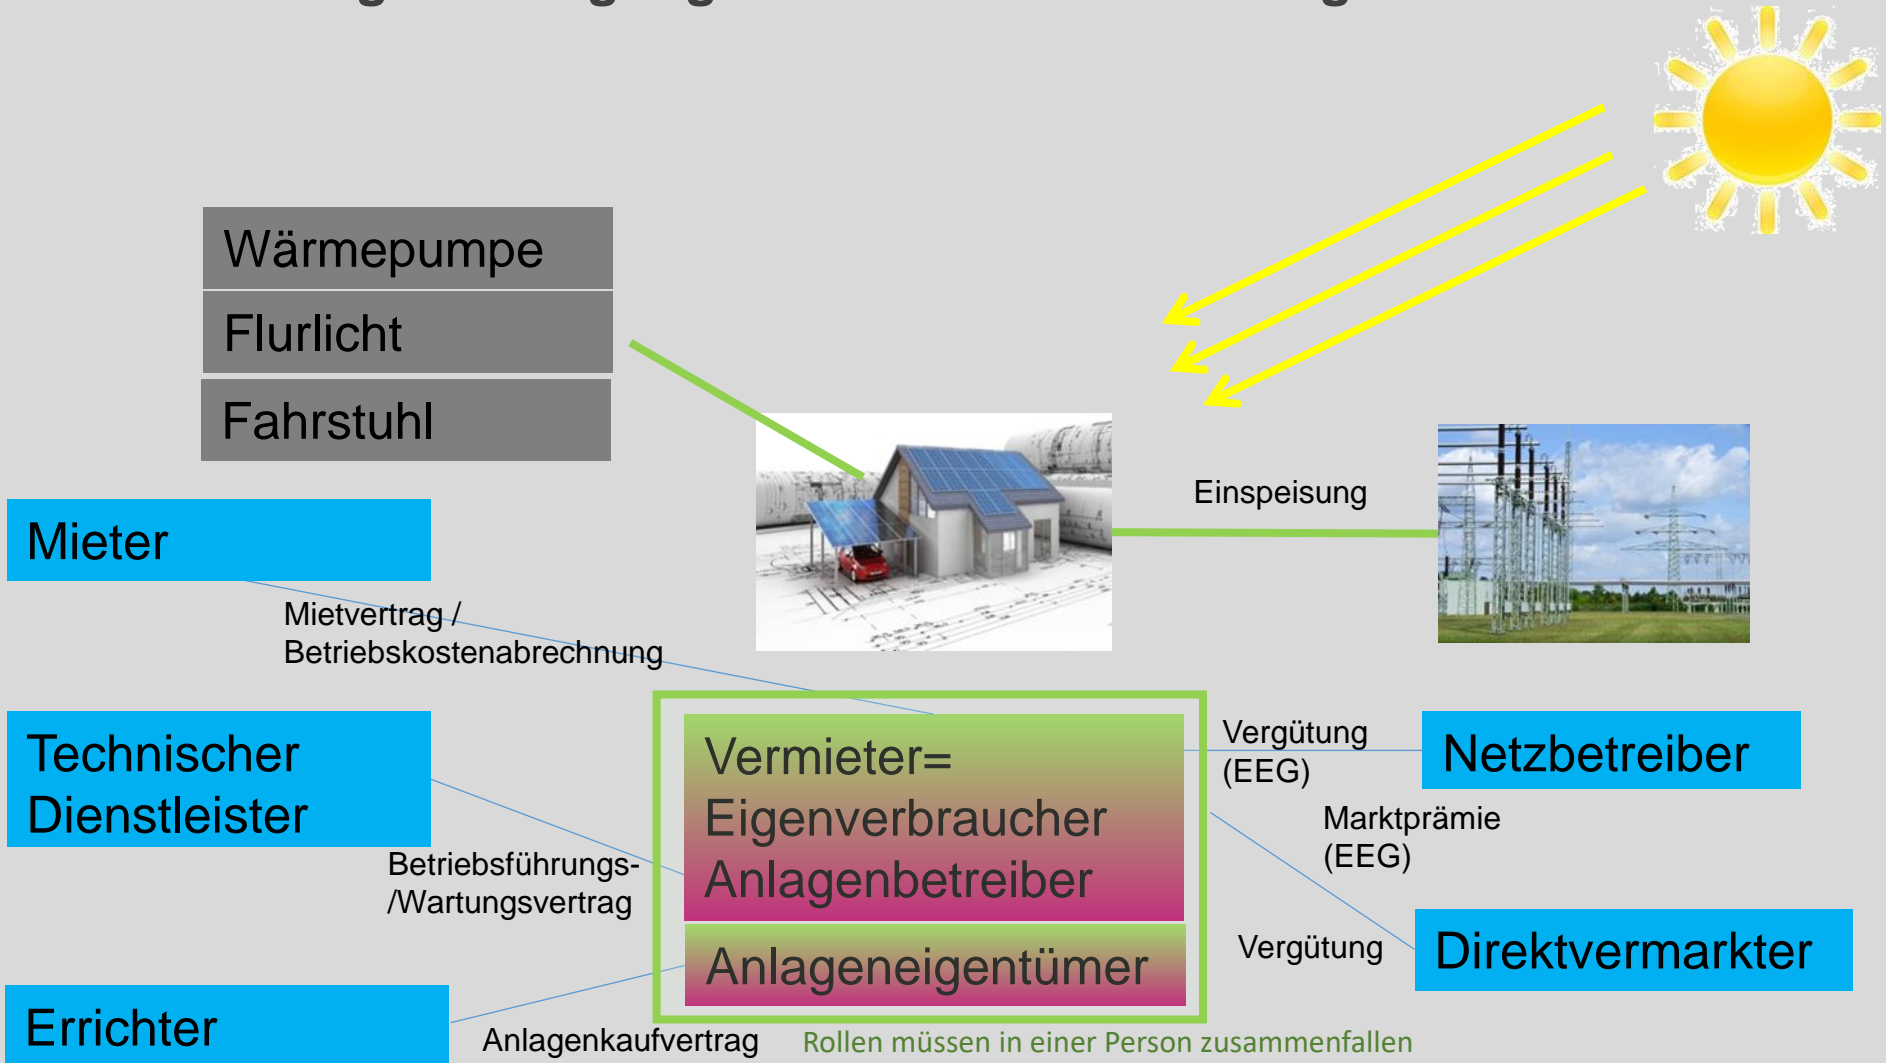 Wärmepumpe
Flurlicht
Fahrstuhl
Einspeisung
Mieter
Mietvertrag /
Betriebskostenabrechnung
Technischer
Dienstleister
Betriebsführungs-
/Wartungsvertrag
Vermieter=
Eigenverbraucher
Anlagenbetreiber
Anlageneigentümer
Vergütung
(EEG)
Netzbetreiber
Marktprämie
(EEG)
Vergütung
Direktvermarkter
Errichter
Anlagenkaufvertrag
Rollen müssen in einer Person zusammenfallen